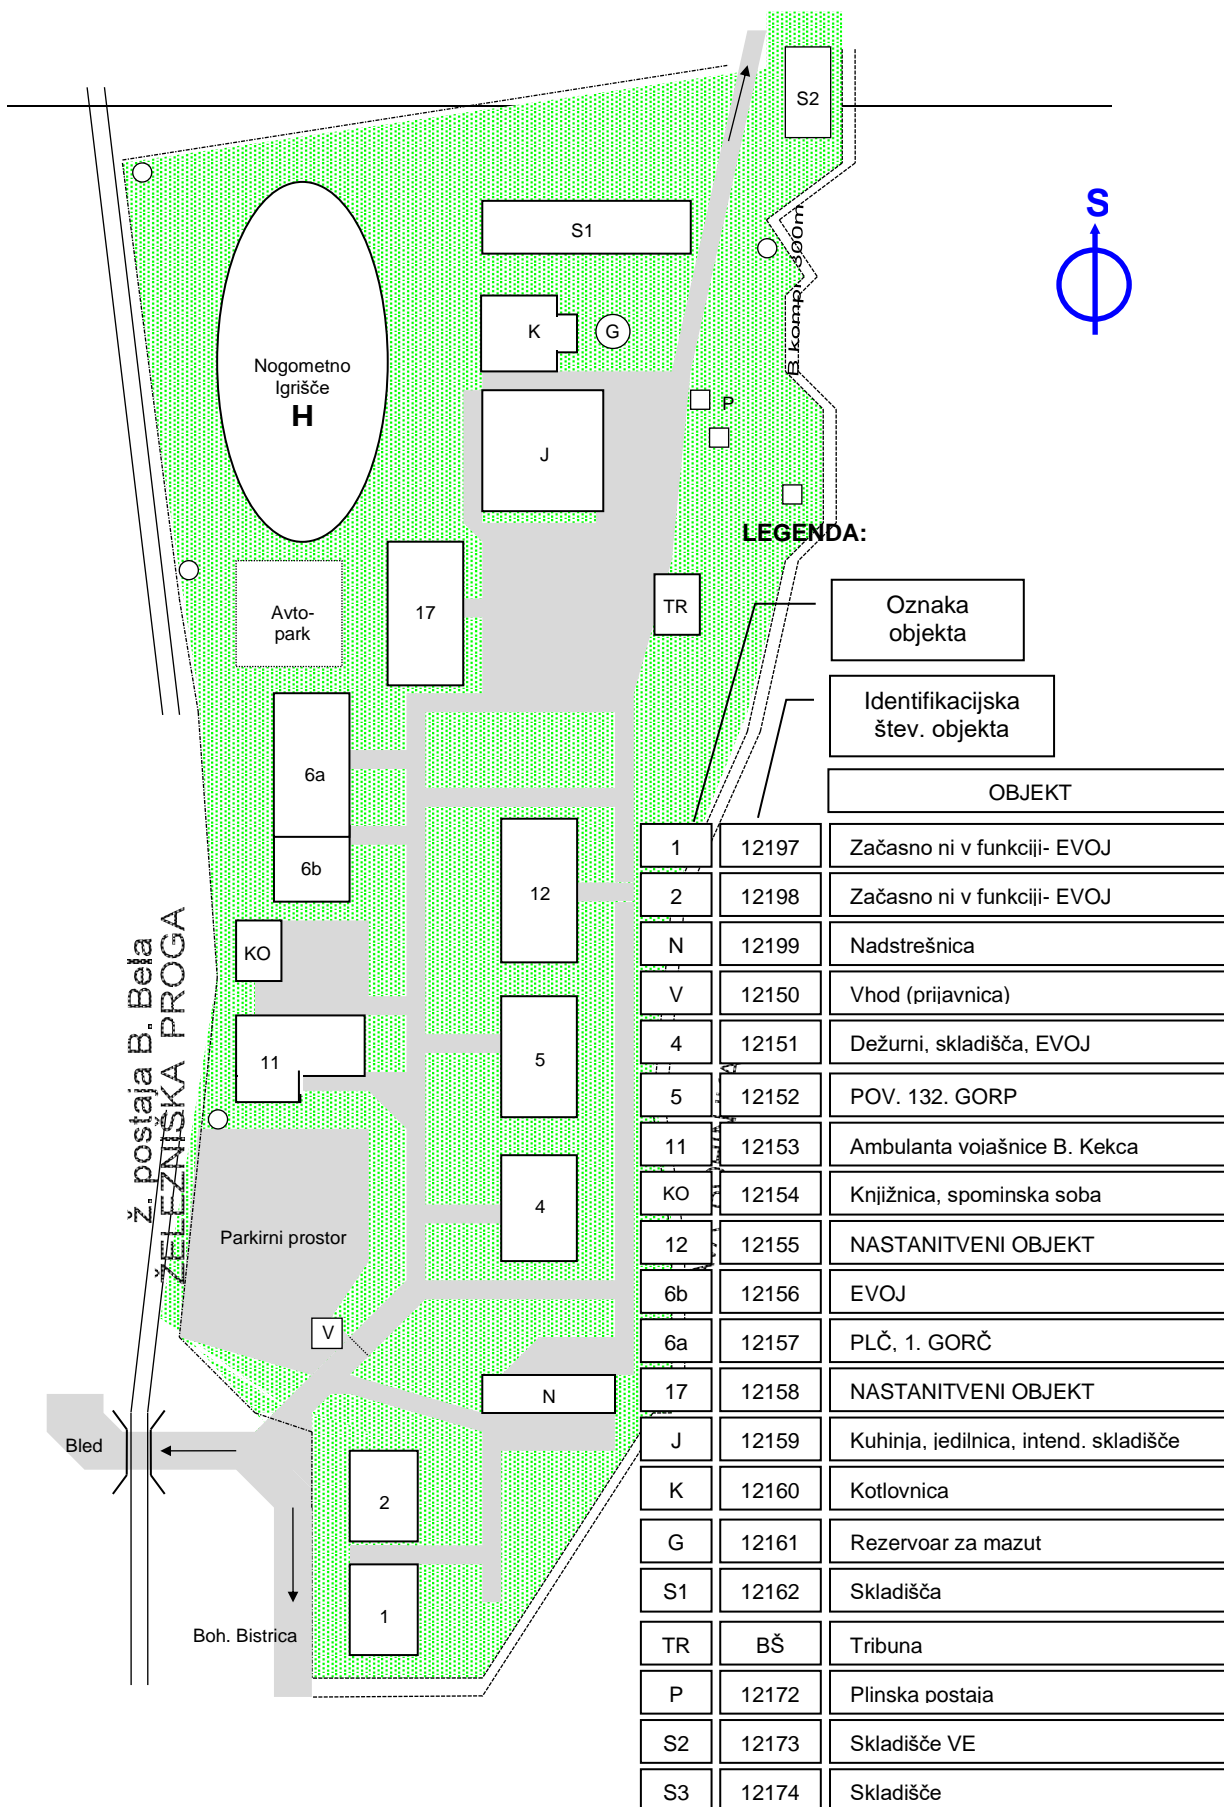 S2
S
S1
B.kompl. 300m
K
G
Nogometno
Igrišče
H
P
J
LEGENDA:
Avto-
park
17
TR
Oznaka
objekta
Identifikacijska
štev. objekta
6a
6b
12
KO
11
5
4
ž. postaja B. Bela
ŽELEZNIŠKA PROGA
Parkirni prostor
V
N
Bled
2
1
Boh. Bistrica
OBJEKT
1 12197 Začasno ni v funkciji- EVOJ
2 12198 Začasno ni v funkciji- EVOJ
N 12199 Nadstrešnica
V 12150 Vhod (prijavnica)
4 12151 Dežurni, skladišča, EVOJ
5 12152 POV. 132. GORP
11 12153 Ambulanta vojašnice B. Kekca
KO 12154 Knjižnica, spominska soba
12 12155 NASTANITVENI OBJEKT
6b 12156 EVOJ
6a 12157 PLČ, 1. GORČ
17 12158 NASTANITVENI OBJEKT
J 12159 Kuhinja, jedilnica, intend. skladišče
K 12160 Kotlovnica
G 12161 Rezervoar za mazut
S1 12162 Skladišča
TR BŠ Tribuna
P 12172 Plinska postaja
S2 12173 Skladišče VE
S3 12174 Skladišče